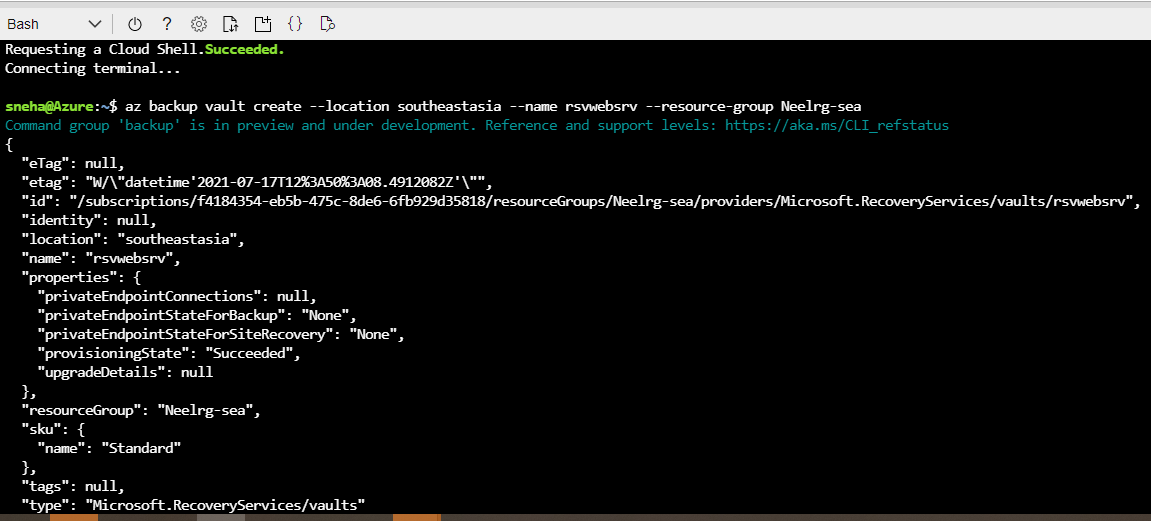 Bash
Requesting a Cloud Shell.Succeeded.
Connecting terminal...
sneha@Azure:~$ az backup vault create --location southeastasia --name rsvwebsrv --resource-group Neelrg-sea
Command group 'backup' is in preview and under development. Reference and support levels: https://aka.ms/CLI_refstatus
{
  "eTag": null,
  "etag": "W/\"datetime'2021-07-17T12%3A50%3A08.4912082Z'\"",
  "id": "/subscriptions/f4184354-eb5b-475c-8de6-6fb929d35818/resourceGroups/Neelrg-sea/providers/Microsoft.RecoveryServices/vaults/rsvwebsrv",
  "identity": null,
  "location": "southeastasia",
  "name": "rsvwebsrv",
  "properties": {
    "privateEndpointConnections": null,
    "privateEndpointStateForBackup": "None",
    "privateEndpointStateForSiteRecovery": "None",
    "provisioningState": "Succeeded",
    "upgradeDetails": null
  },
  "resourceGroup": "Neelrg-sea",
  "sku": {
    "name": "Standard"
  },
  "tags": null,
  "type": "Microsoft.RecoveryServices/vaults"